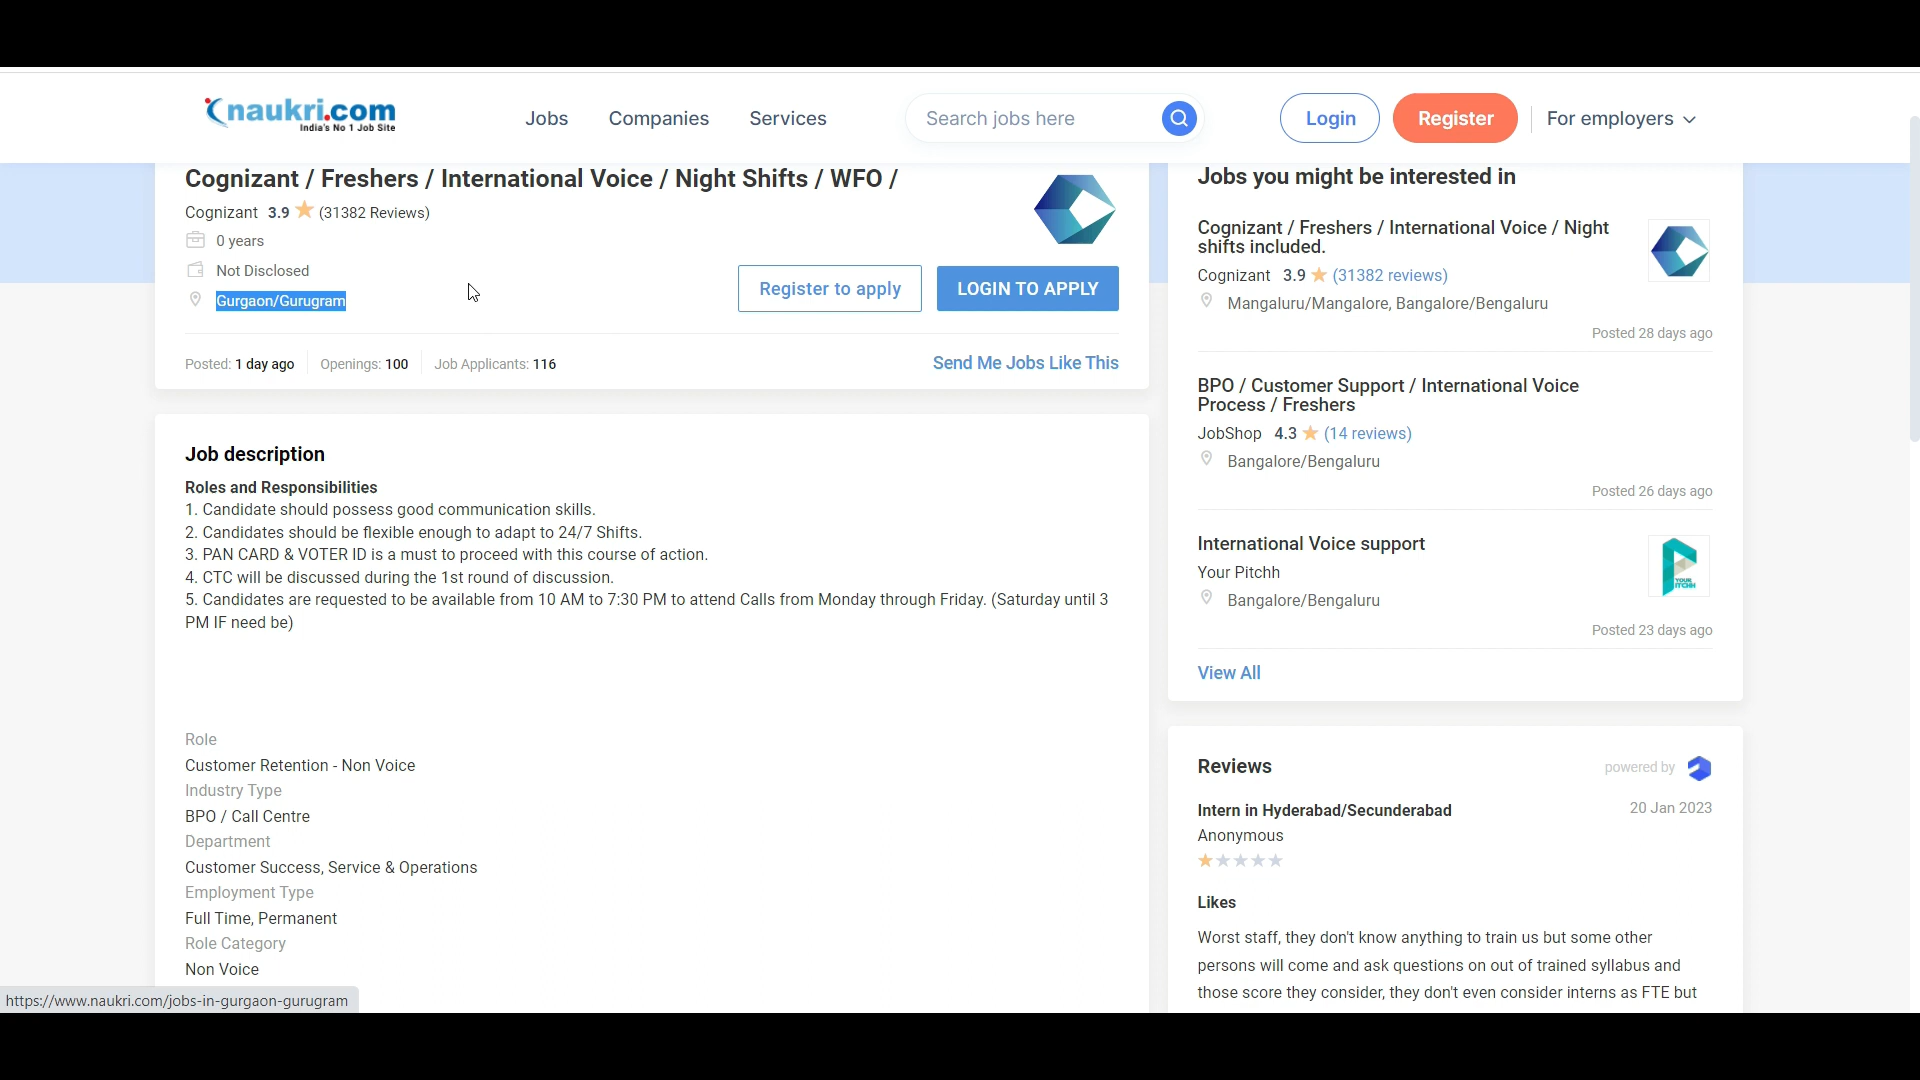 naukri.com
India's No 1 Job Site
Jobs
Companies
Services
Search jobs here
Login
Register
For employers
Cognizant / Freshers / International Voice / Night Shifts / WFO /
Cognizant 3.9 (31382 Reviews)
0 years
Not Disclosed
Gurgaon/Gurugram
Register to apply
LOGIN TO APPLY
Posted: 1 day ago
Openings: 100
Job Applicants: 116
Send Me Jobs Like This
Job description
Roles and Responsibilities
1. Candidate should possess good communication skills.
2. Candidates should be flexible enough to adapt to 24/7 Shifts.
3. PAN CARD & VOTER ID is a must to proceed with this course of action.
4. CTC will be discussed during the 1st round of discussion.
5. Candidates are requested to be available from 10 AM to 7:30 PM to attend Calls from Monday through Friday. (Saturday until 3
PM IF need be)
Role
Customer Retention - Non Voice
Industry Type
BPO / Call Centre
Department
Customer Success, Service & Operations
Employment Type
Full Time, Permanent
Role Category
Non Voice
https://www.naukri.com/jobs-in-gurgaon-gurugram
Jobs you might be interested in
Cognizant / Freshers / International Voice / Night
shifts included.
Cognizant 3.9 (31382 reviews)
Mangaluru/Mangalore, Bangalore/Bengaluru
Posted 28 days ago
BPO / Customer Support / International Voice
Process / Freshers
JobShop 4.3 (14 reviews)
Bangalore/Bengaluru
Posted 26 days ago
International Voice support
Your Pitchh
YOUR
PITCHH
Bangalore/Bengaluru
Posted 23 days ago
View All
Reviews
powered by
Intern in Hyderabad/Secunderabad
20 Jan 2023
Anonymous
Likes
Worst staff, they don't know anything to train us but some other
persons will come and ask questions on out of trained syllabus and
those score they consider, they don't even consider interns as FTE but